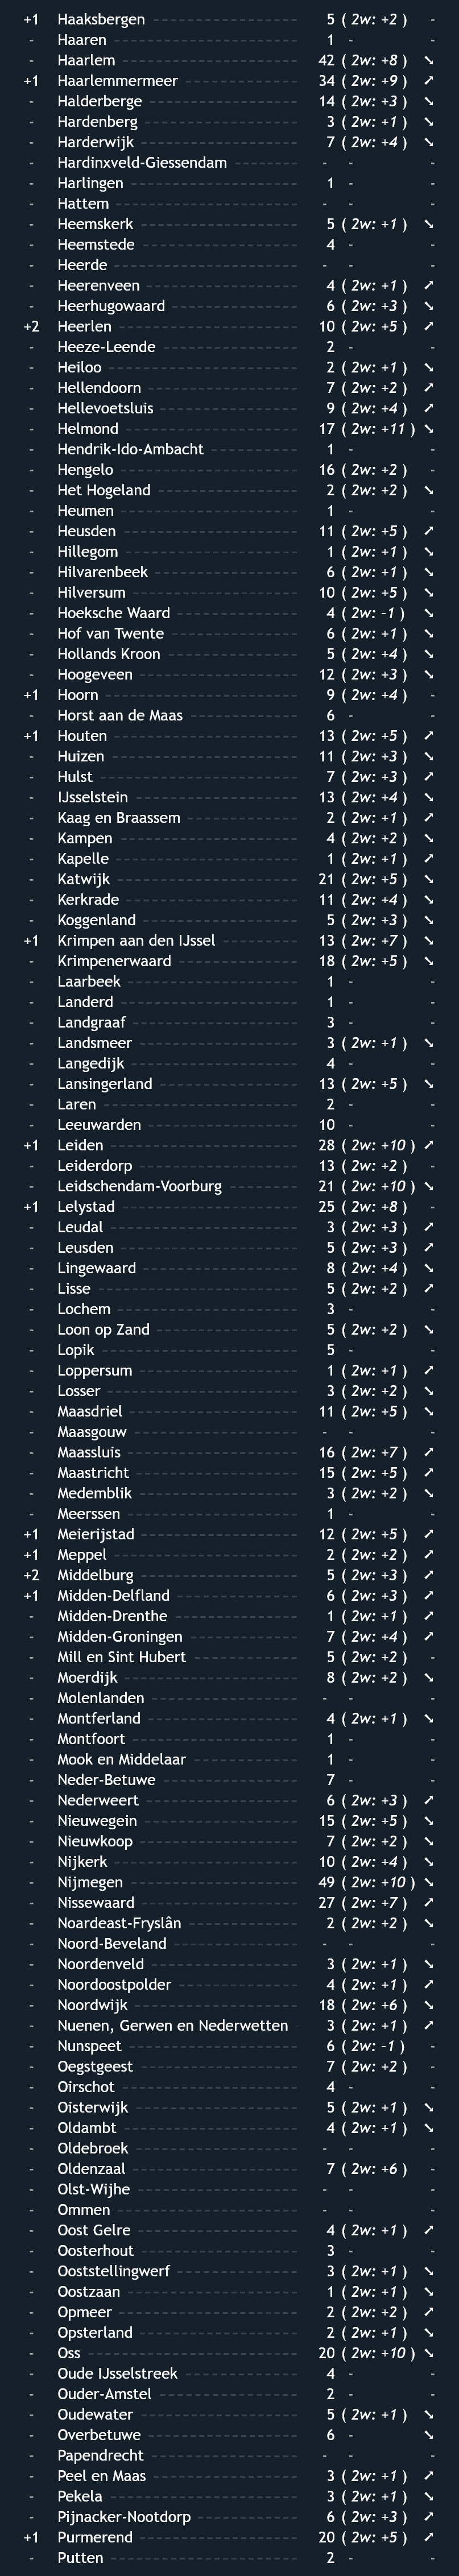 +1 Haaksbergen 5 ( 2w: +2 ) -
- Haaren 1 - -
- Haarlem 42 ( 2w: +8 ) ➘
+1 Haarlemmermeer 34 ( 2w: +9 ) ➚
- Halderberge 14 ( 2w: +3 ) ➘
- Hardenberg 3 ( 2w: +1 ) ➘
- Harderwijk 7 ( 2w: +4 ) ➘
- Hardinxveld-Giessendam - - -
- Harlingen 1 - -
- Hattem - - -
- Heemskerk 5 ( 2w: +1 ) ➘
- Heemstede 4 - -
- Heerde - - -
- Heerenveen 4 ( 2w: +1 ) ➚
- Heerhugowaard 6 ( 2w: +3 ) ➘
+2 Heerlen 10 ( 2w: +5 ) ➚
- Heeze-Leende 2 - -
- Heiloo 2 ( 2w: +1 ) ➘
- Hellendoorn 7 ( 2w: +2 ) ➚
- Hellevoetsluis 9 ( 2w: +4 ) ➚
- Helmond 17 ( 2w: +11 ) ➘
- Hendrik-Ido-Ambacht 1 - -
- Hengelo 16 ( 2w: +2 ) -
- Het Hogeland 2 ( 2w: +2 ) ➘
- Heumen 1 - -
- Heusden 11 ( 2w: +5 ) ➚
- Hillegom 1 ( 2w: +1 ) ➘
- Hilvarenbeek 6 ( 2w: +1 ) ➘
- Hilversum 10 ( 2w: +5 ) ➘
- Hoeksche Waard 4 ( 2w: -1 ) ➘
- Hof van Twente 6 ( 2w: +1 ) ➘
- Hollands Kroon 5 ( 2w: +4 ) ➘
- Hoogeveen 12 ( 2w: +3 ) ➘
+1 Hoorn 9 ( 2w: +4 ) -
- Horst aan de Maas 6 - -
+1 Houten 13 ( 2w: +5 ) ➚
- Huizen 11 ( 2w: +3 ) ➘
- Hulst 7 ( 2w: +3 ) ➚
- IJsselstein 13 ( 2w: +4 ) ➘
- Kaag en Braassem 2 ( 2w: +1 ) ➚
- Kampen 4 ( 2w: +2 ) ➘
- Kapelle 1 ( 2w: +1 ) ➚
- Katwijk 21 ( 2w: +5 ) ➘
- Kerkrade 11 ( 2w: +4 ) ➘
- Koggenland 5 ( 2w: +3 ) ➘
+1 Krimpen aan den IJssel 13 ( 2w: +7 ) ➘
- Krimpenerwaard 18 ( 2w: +5 ) ➘
- Laarbeek 1 - -
- Landerd 1 - -
- Landgraaf 3 - -
- Landsmeer 3 ( 2w: +1 ) ➘
- Langedijk 4 - -
- Lansingerland 13 ( 2w: +5 ) ➘
- Laren 2 - -
- Leeuwarden 10 - -
+1 Leiden 28 ( 2w: +10 ) ➚
- Leiderdorp 13 ( 2w: +2 ) -
- Leidschendam-Voorburg 21 ( 2w: +10 ) ➘
+1 Lelystad 25 ( 2w: +8 ) -
- Leudal 3 ( 2w: +3 ) ➚
- Leusden 5 ( 2w: +3 ) ➚
- Lingewaard 8 ( 2w: +4 ) ➘
- Lisse 5 ( 2w: +2 ) ➚
- Lochem 3 - -
- Loon op Zand 5 ( 2w: +2 ) ➘
- Lopik 5 - -
- Loppersum 1 ( 2w: +1 ) ➚
- Losser 3 ( 2w: +2 ) ➘
- Maasdriel 11 ( 2w: +5 ) ➘
- Maasgouw - - -
- Maassluis 16 ( 2w: +7 ) ➚
- Maastricht 15 ( 2w: +5 ) ➚
- Medemblik 3 ( 2w: +2 ) ➘
- Meerssen 1 - -
+1 Meierijstad 12 ( 2w: +5 ) ➚
+1 Meppel 2 ( 2w: +2 ) ➚
+2 Middelburg 5 ( 2w: +3 ) ➚
+1 Midden-Delfland 6 ( 2w: +3 ) ➚
- Midden-Drenthe 1 ( 2w: +1 ) ➚
- Midden-Groningen 7 ( 2w: +4 ) ➚
- Mill en Sint Hubert 5 ( 2w: +2 ) -
- Moerdijk 8 ( 2w: +2 ) ➘
- Molenlanden - - -
- Montferland 4 ( 2w: +1 ) ➘
- Montfoort 1 - -
- Mook en Middelaar 1 - -
- Neder-Betuwe 7 - -
- Nederweert 6 ( 2w: +3 ) ➚
- Nieuwegein 15 ( 2w: +5 ) ➘
- Nieuwkoop 7 ( 2w: +2 ) ➘
- Nijkerk 10 ( 2w: +4 ) ➘
- Nijmegen 49 ( 2w: +10 ) ➘
- Nissewaard 27 ( 2w: +7 ) ➚
- Noardeast-Fryslân 2 ( 2w: +2 ) ➘
- Noord-Beveland - - -
- Noordenveld 3 ( 2w: +1 ) ➘
- Noordoostpolder 4 ( 2w: +1 ) ➚
- Noordwijk 18 ( 2w: +6 ) ➘
- Nuenen, Gerwen en Nederwetten 3 ( 2w: +1 ) ➚
- Nunspeet 6 ( 2w: -1 ) -
- Oegstgeest 7 ( 2w: +2 ) -
- Oirschot 4 - -
- Oisterwijk 5 ( 2w: +1 ) ➘
- Oldambt 4 ( 2w: +1 ) ➘
- Oldebroek - - -
- Oldenzaal 7 ( 2w: +6 ) -
- Olst-Wijhe - - -
- Ommen - - -
- Oost Gelre 4 ( 2w: +1 ) ➚
- Oosterhout 3 - -
- Ooststellingwerf 3 ( 2w: +1 ) ➘
- Oostzaan 1 ( 2w: +1 ) ➘
- Opmeer 2 ( 2w: +2 ) ➚
- Opsterland 2 ( 2w: +1 ) ➘
- Oss 20 ( 2w: +10 ) ➘
- Oude IJsselstreek 4 - -
- Ouder-Amstel 2 - -
- Oudewater 5 ( 2w: +1 ) ➘
- Overbetuwe 6 - ➘
- Papendrecht - - -
- Peel en Maas 3 ( 2w: +1 ) ➚
- Pekela 3 ( 2w: +1 ) ➘
- Pijnacker-Nootdorp 6 ( 2w: +3 ) ➚
+1 Purmerend 20 ( 2w: +5 ) ➚
- Putten 2 - -